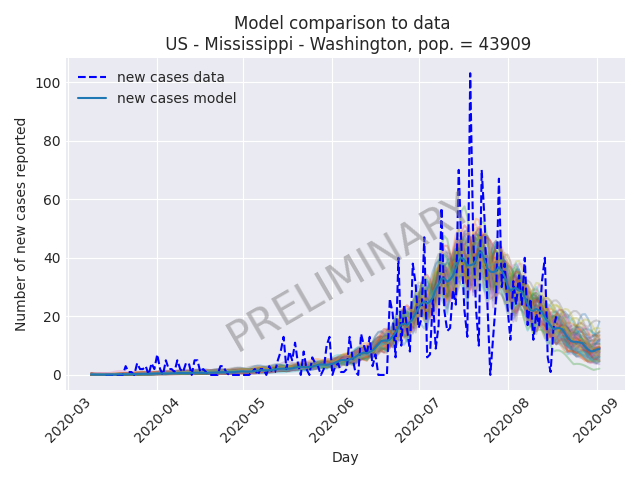 Model comparison to data
US - Mississippi - Washington, pop. = 43909
Number of new cases reported
100
80
60
40
20
0
new cases data
new cases model
PRELIMINARY
2020-03
2020-04
2020-05
2020-06
2020-07
2020-08
2020-09
Day